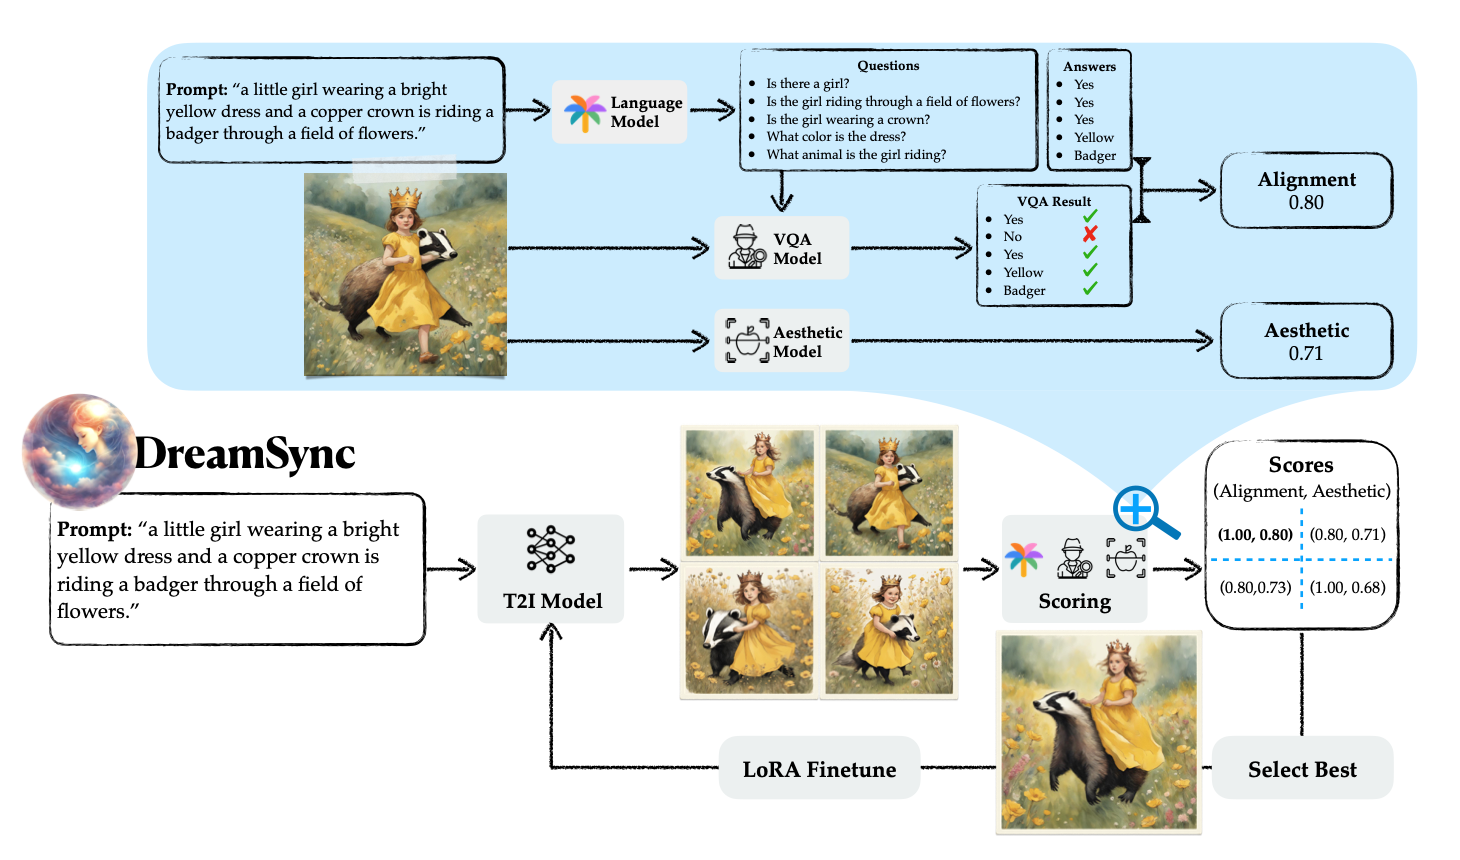 Prompt: “a little girl wearing a bright
yellow dress and a copper crown is riding a
badger through a field of flowers.”
Language
Model
Questions
• Is there a girl?
• Is the girl riding through a field of flowers?
• Is the girl wearing a crown?
• What color is the dress?
• What animal is the girl riding?
Answers
• Yes
• Yes
• Yes
• Yellow
• Badger
Alignment
0.80
VQA
Model
VQA Result
• Yes ✓
• No ✘
• Yes ✓
• Yellow ✓
• Badger ✓
Aesthetic
Model
Aesthetic
0.71
DreamSync
Prompt: “a little girl wearing a bright
yellow dress and a copper crown is
riding a badger through a field of
flowers.”
T2I Model
Scoring
Scores
(Alignment, Aesthetic)
(1.00, 0.80) (0.80, 0.71)
(0.80,0.73) (1.00, 0.68)
LoRA Finetune
Select Best